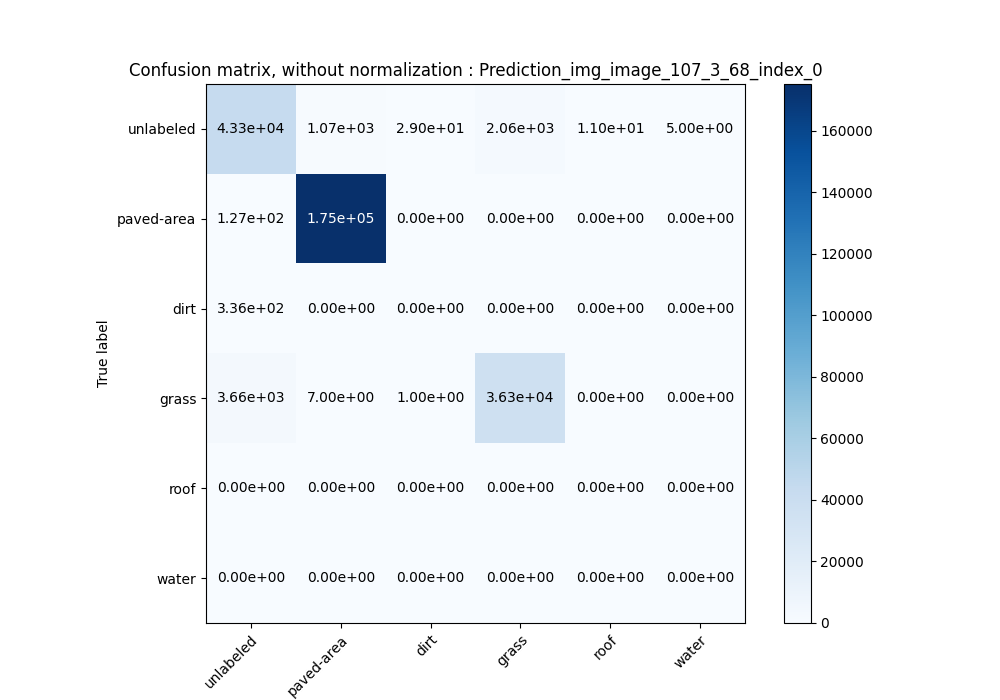 Confusion matrix, without normalization : Prediction_img_image_107_3_68_index_0
unlabeled 4.33e+04 1.07e+03 2.90e+01 2.06e+03 1.10e+01 5.00e+00
paved-area 1.27e+02 1.75e+05 0.00e+00 0.00e+00 0.00e+00 0.00e+00
dirt 3.36e+02 0.00e+00 0.00e+00 0.00e+00 0.00e+00 0.00e+00
grass 3.66e+03 7.00e+00 1.00e+00 3.63e+04 0.00e+00 0.00e+00
roof 0.00e+00 0.00e+00 0.00e+00 0.00e+00 0.00e+00 0.00e+00
water 0.00e+00 0.00e+00 0.00e+00 0.00e+00 0.00e+00 0.00e+00
True label
unlabeled paved-area dirt grass roof water
160000
140000
120000
100000
80000
60000
40000
20000
0